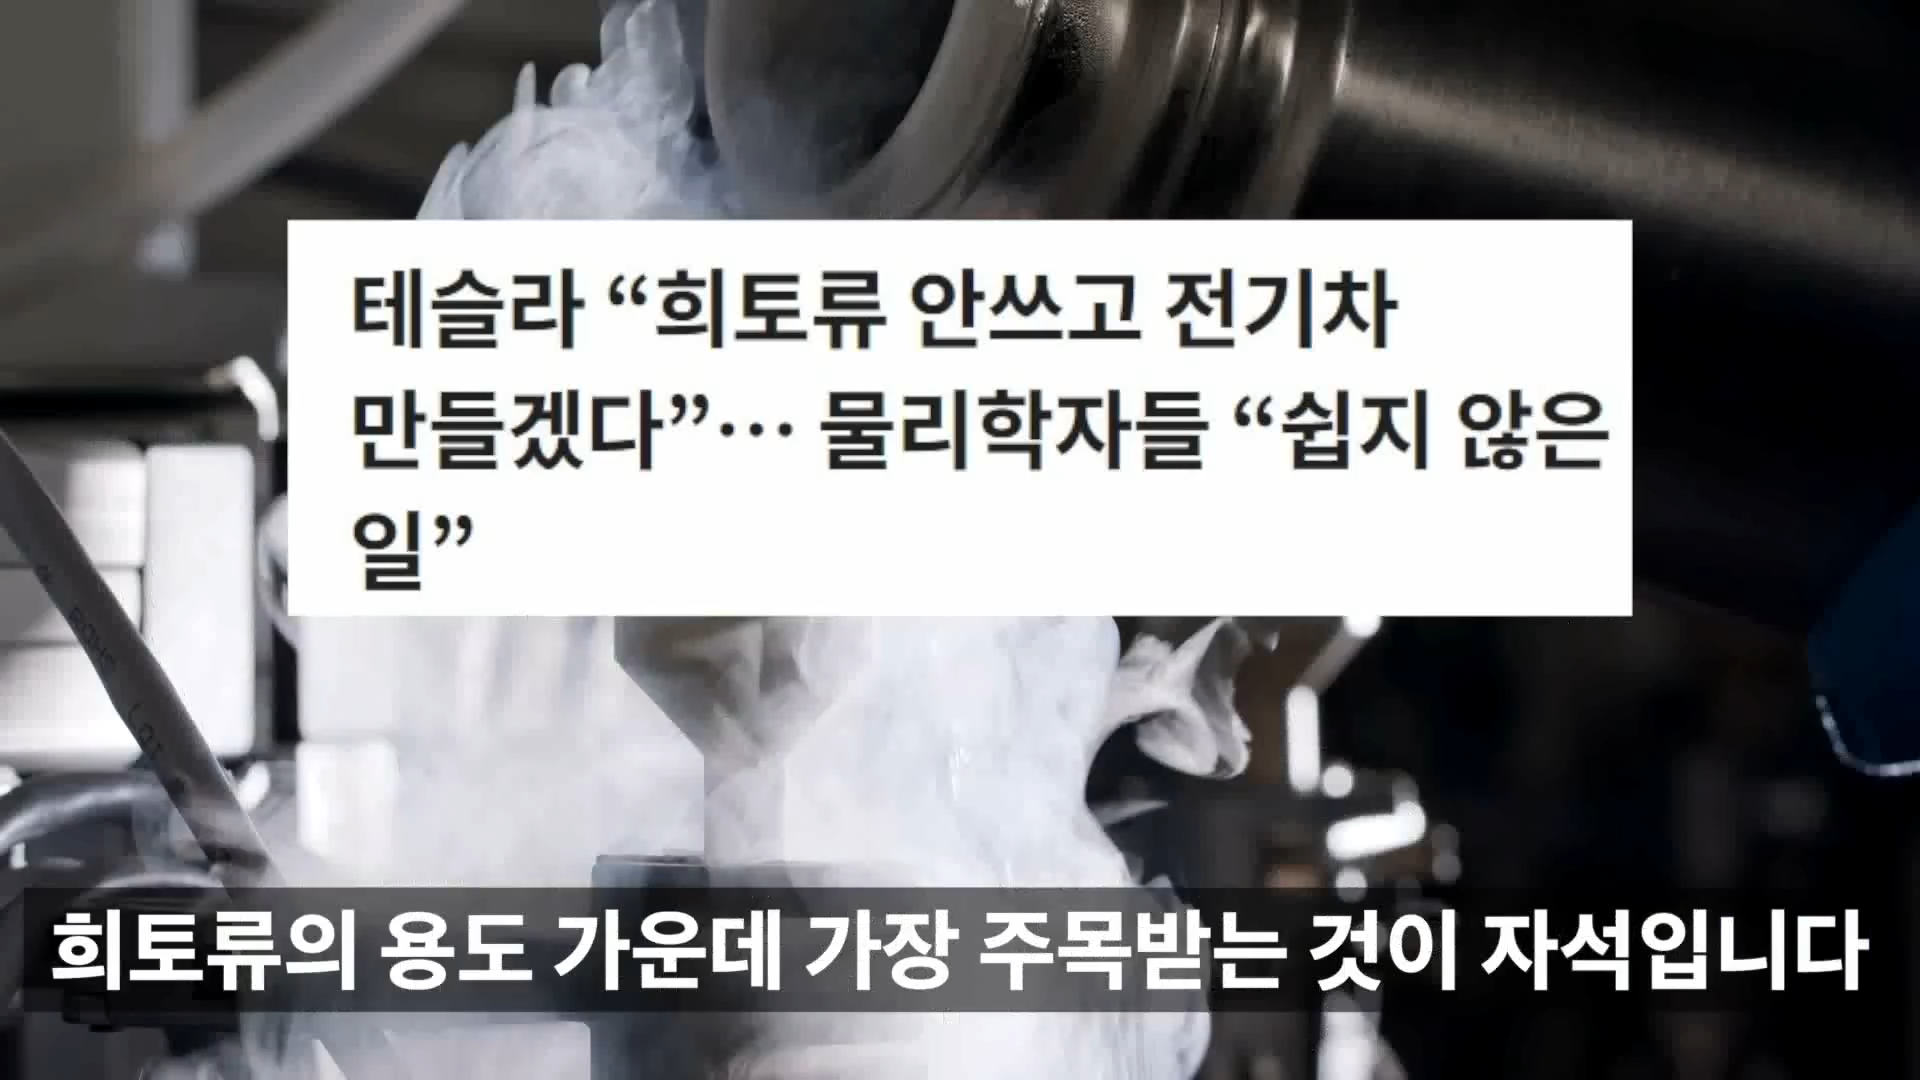 테슬라 “희토류 안쓰고 전기차
만들겠다”… 물리학자들 “쉽지 않은
일”
희토류의 용도 가운데 가장 주목받는 것이 자석입니다